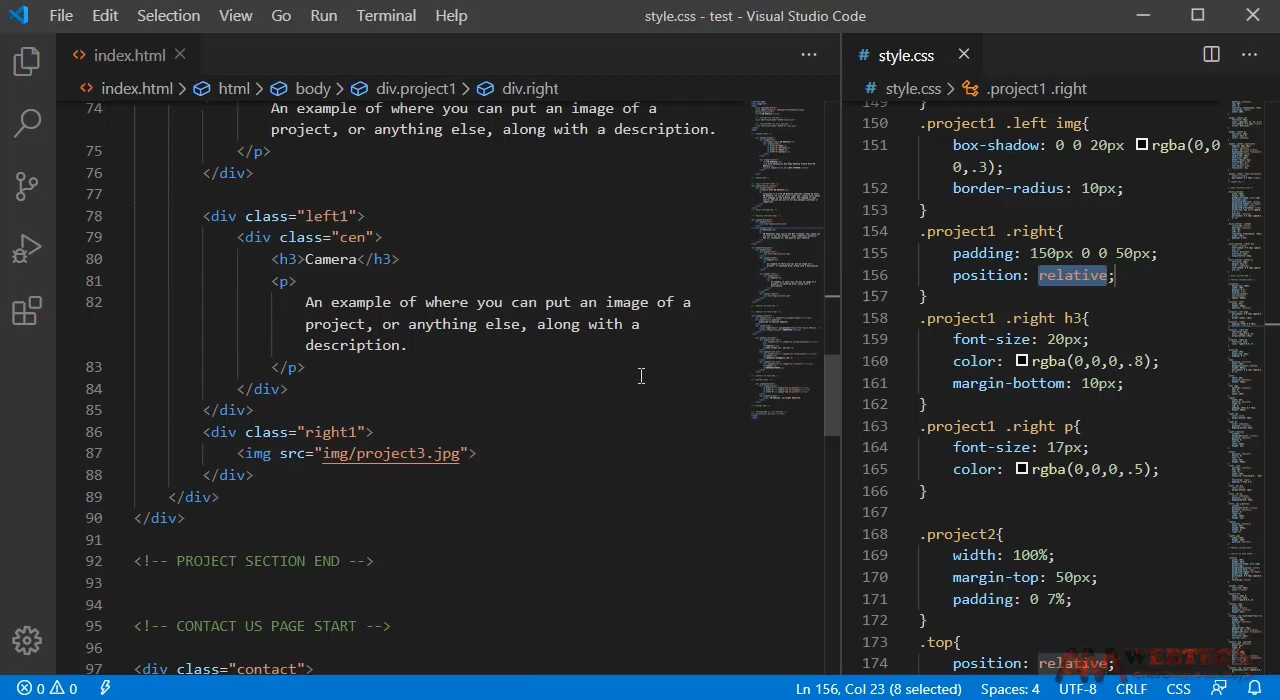 File Edit Selection View Go Run Terminal Help
style.css - test - Visual Studio Code
index.html
index.html > html > body > div.project1 > div.right
74 An example of where you can put an image of a
project, or anything else, along with a description.
75 </p>
76 </div>
77
78 <div class="left1">
79 <div class="cen">
80 <h3>Camera</h3>
81 <p>
82 An example of where you can put an image of a
project, or anything else, along with a
description.
83 </p>
84 </div>
85 </div>
86 <div class="right1">
87 <img src="img/project3.jpg">
88 </div>
89 </div>
90 </div>
91
92 <!-- PROJECT SECTION END -->
93
94
95 <!-- CONTACT US PAGE START -->
96
97 <div class="contact">
# style.css
# style.css > .project1 .right
149 }
150 .project1 .left img{
151 box-shadow: 0 0 20px rgba(0,0
0,.3);
152 border-radius: 10px;
153 }
154 .project1 .right{
155 padding: 150px 0 0 50px;
156 position: relative;
157 }
158 .project1 .right h3{
159 font-size: 20px;
160 color: rgba(0,0,0,.8);
161 margin-bottom: 10px;
162 }
163 .project1 .right p{
164 font-size: 17px;
165 color: rgba(0,0,0,.5);
166 }
167
168 .project2{
169 width: 100%;
170 margin-top: 50px;
171 padding: 0 7%;
172 }
173 .top{
174 position: relative;
0 0
Ln 156, Col 23 (8 selected) Spaces: 4 UTF-8 CRLF CSS